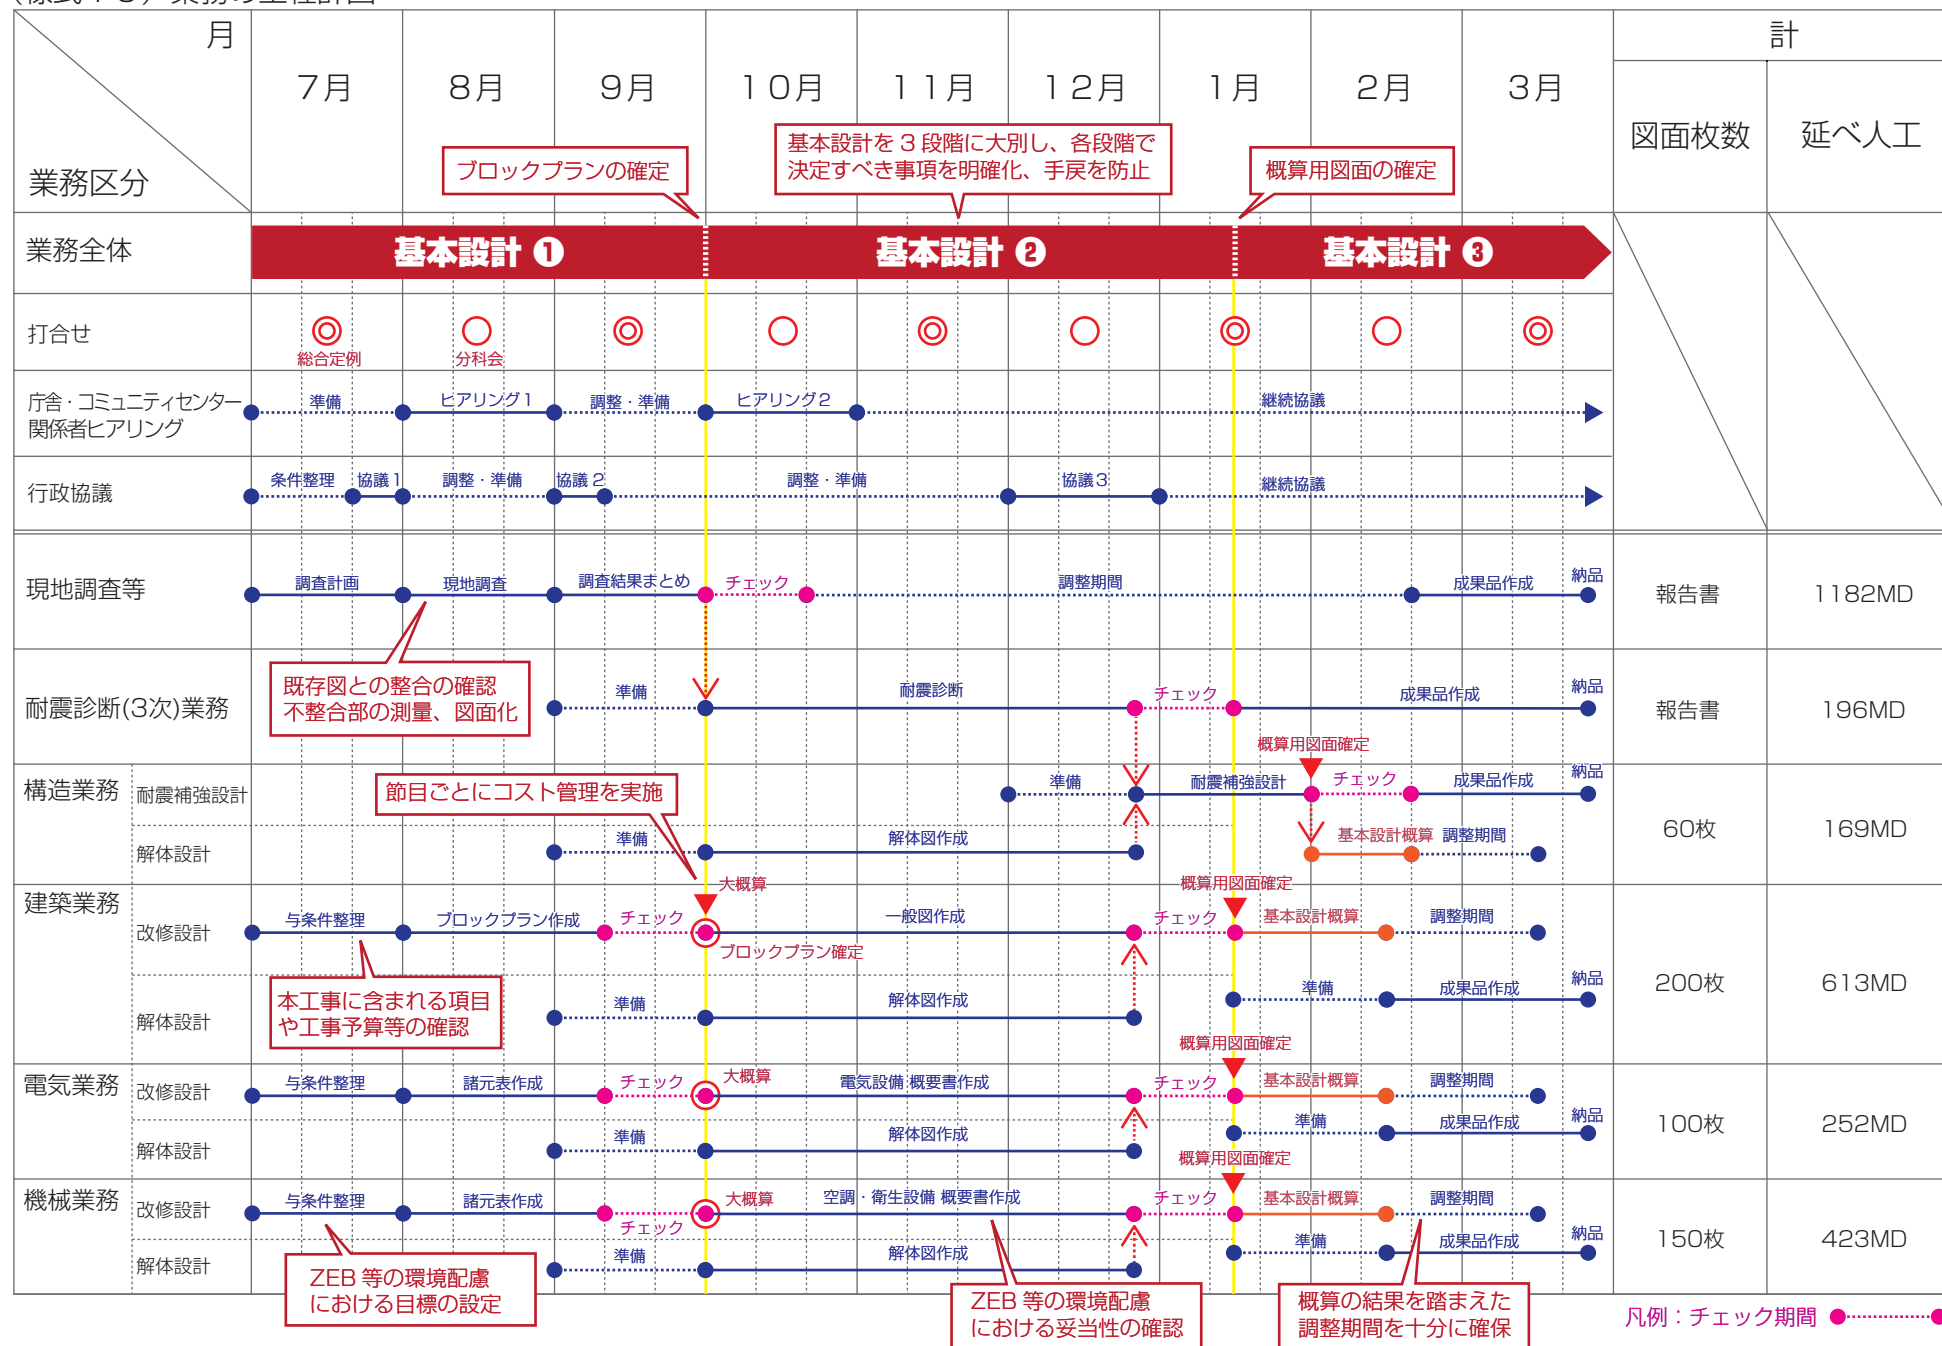 月
計
7月
8月
9月
10月
11月
12月
1月
2月
3月
図面枚数
延べ人工
業務区分
ブロックプランの確定
基本設計を3段階に大別し、各段階で
決定すべき事項を明確化、手戻を防止
概算用図面の確定
業務全体
基本設計 ❶
基本設計 ❷
基本設計 ❸
打合せ
総合定例
分科会
庁舎・コミュニティセンター
関係者ヒアリング
準備
ヒアリング1
調整・準備
ヒアリング2
継続協議
行政協議
条件整理
協議1
調整・準備
協議2
調整・準備
協議3
継続協議
現地調査等
調査計画
現地調査
調査結果まとめ
チェック
調整期間
成果品作成
納品
報告書
1182MD
既存図との整合の確認
不整合部の測量、図面化
耐震診断(3次)業務
準備
耐震診断
チェック
成果品作成
納品
報告書
196MD
概算用図面確定
構造業務
耐震補強設計
準備
耐震補強設計
チェック
成果品作成
納品
60枚
169MD
節目ごとにコスト管理を実施
解体設計
準備
解体図作成
基本設計概算
調整期間
建築業務
大概算
概算用図面確定
改修設計
与条件整理
ブロックプラン作成
チェック
ブロックプラン確定
一般図作成
チェック
基本設計概算
調整期間
200枚
613MD
本工事に含まれる項目
や工事予算等の確認
解体設計
準備
解体図作成
準備
成果品作成
納品
概算用図面確定
電気業務
改修設計
与条件整理
諸元表作成
チェック
大概算
電気設備 概要書作成
チェック
基本設計概算
調整期間
100枚
252MD
解体設計
準備
解体図作成
準備
成果品作成
納品
概算用図面確定
機械業務
改修設計
与条件整理
諸元表作成
チェック
大概算
空調・衛生設備 概要書作成
チェック
基本設計概算
調整期間
150枚
423MD
解体設計
準備
解体図作成
準備
成果品作成
納品
ZEB 等の環境配慮
における目標の設定
ZEB 等の環境配慮
における妥当性の確認
概算の結果を踏まえた
調整期間を十分に確保
凡例：チェック期間